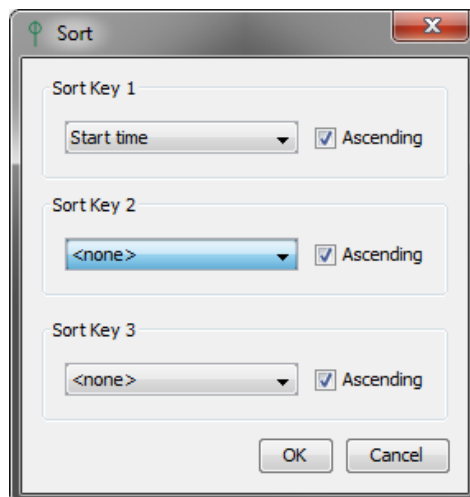 Sort
Sort Key 1
Start time Ascending
Sort Key 2
<none> Ascending
Sort Key 3
<none> Ascending
OK Cancel